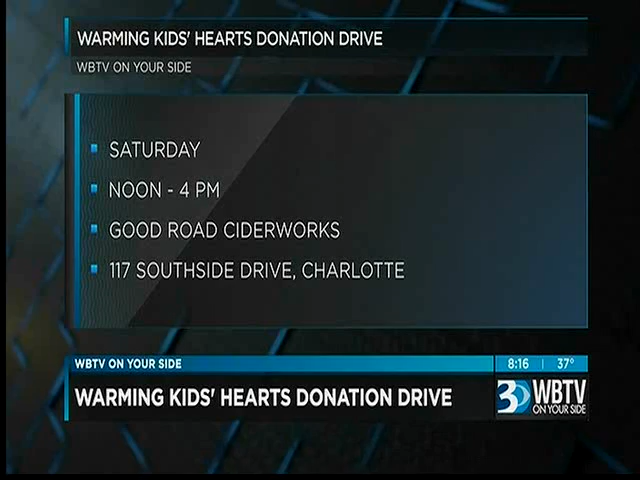 WARMING KIDS' HEARTS DONATION DRIVE
WBTV ON YOUR SIDE
SATURDAY
NOON - 4 PM
GOOD ROAD CIDERWORKS
117 SOUTHSIDE DRIVE, CHARLOTTE
WBTV ON YOUR SIDE
8:16 | 37°
WARMING KIDS' HEARTS DONATION DRIVE
3 WBTV
ON YOUR SIDE